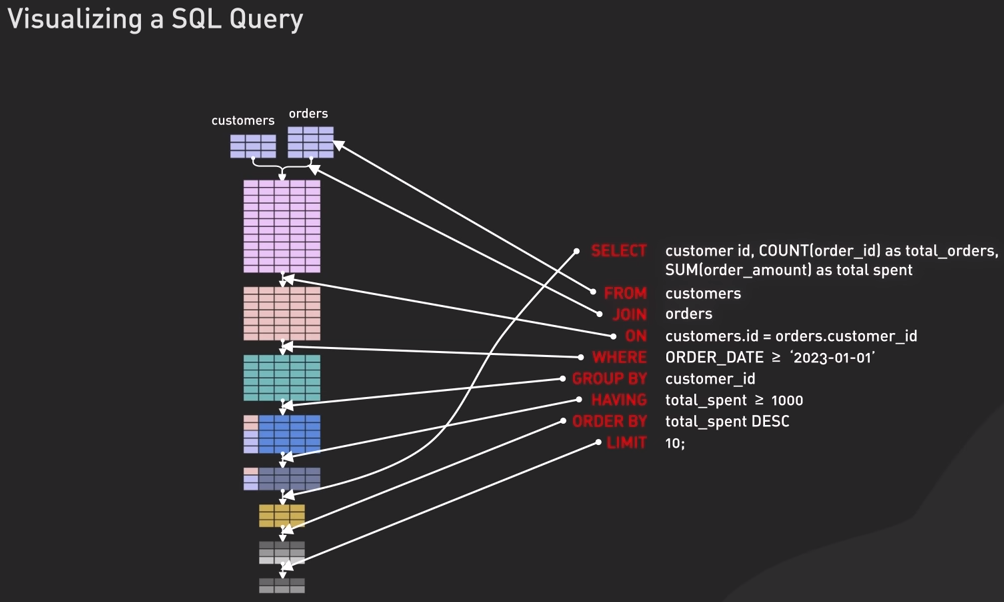 Visualizing a SQL Query
customers
orders
SELECT customer id, COUNT(order_id) as total_orders,
SUM(order_amount) as total spent
FROM customers
JOIN orders
ON customers.id = orders.customer_id
WHERE ORDER_DATE ≥ ‘2023-01-01’
GROUP BY customer_id
HAVING total_spent ≥ 1000
ORDER BY total_spent DESC
LIMIT 10;